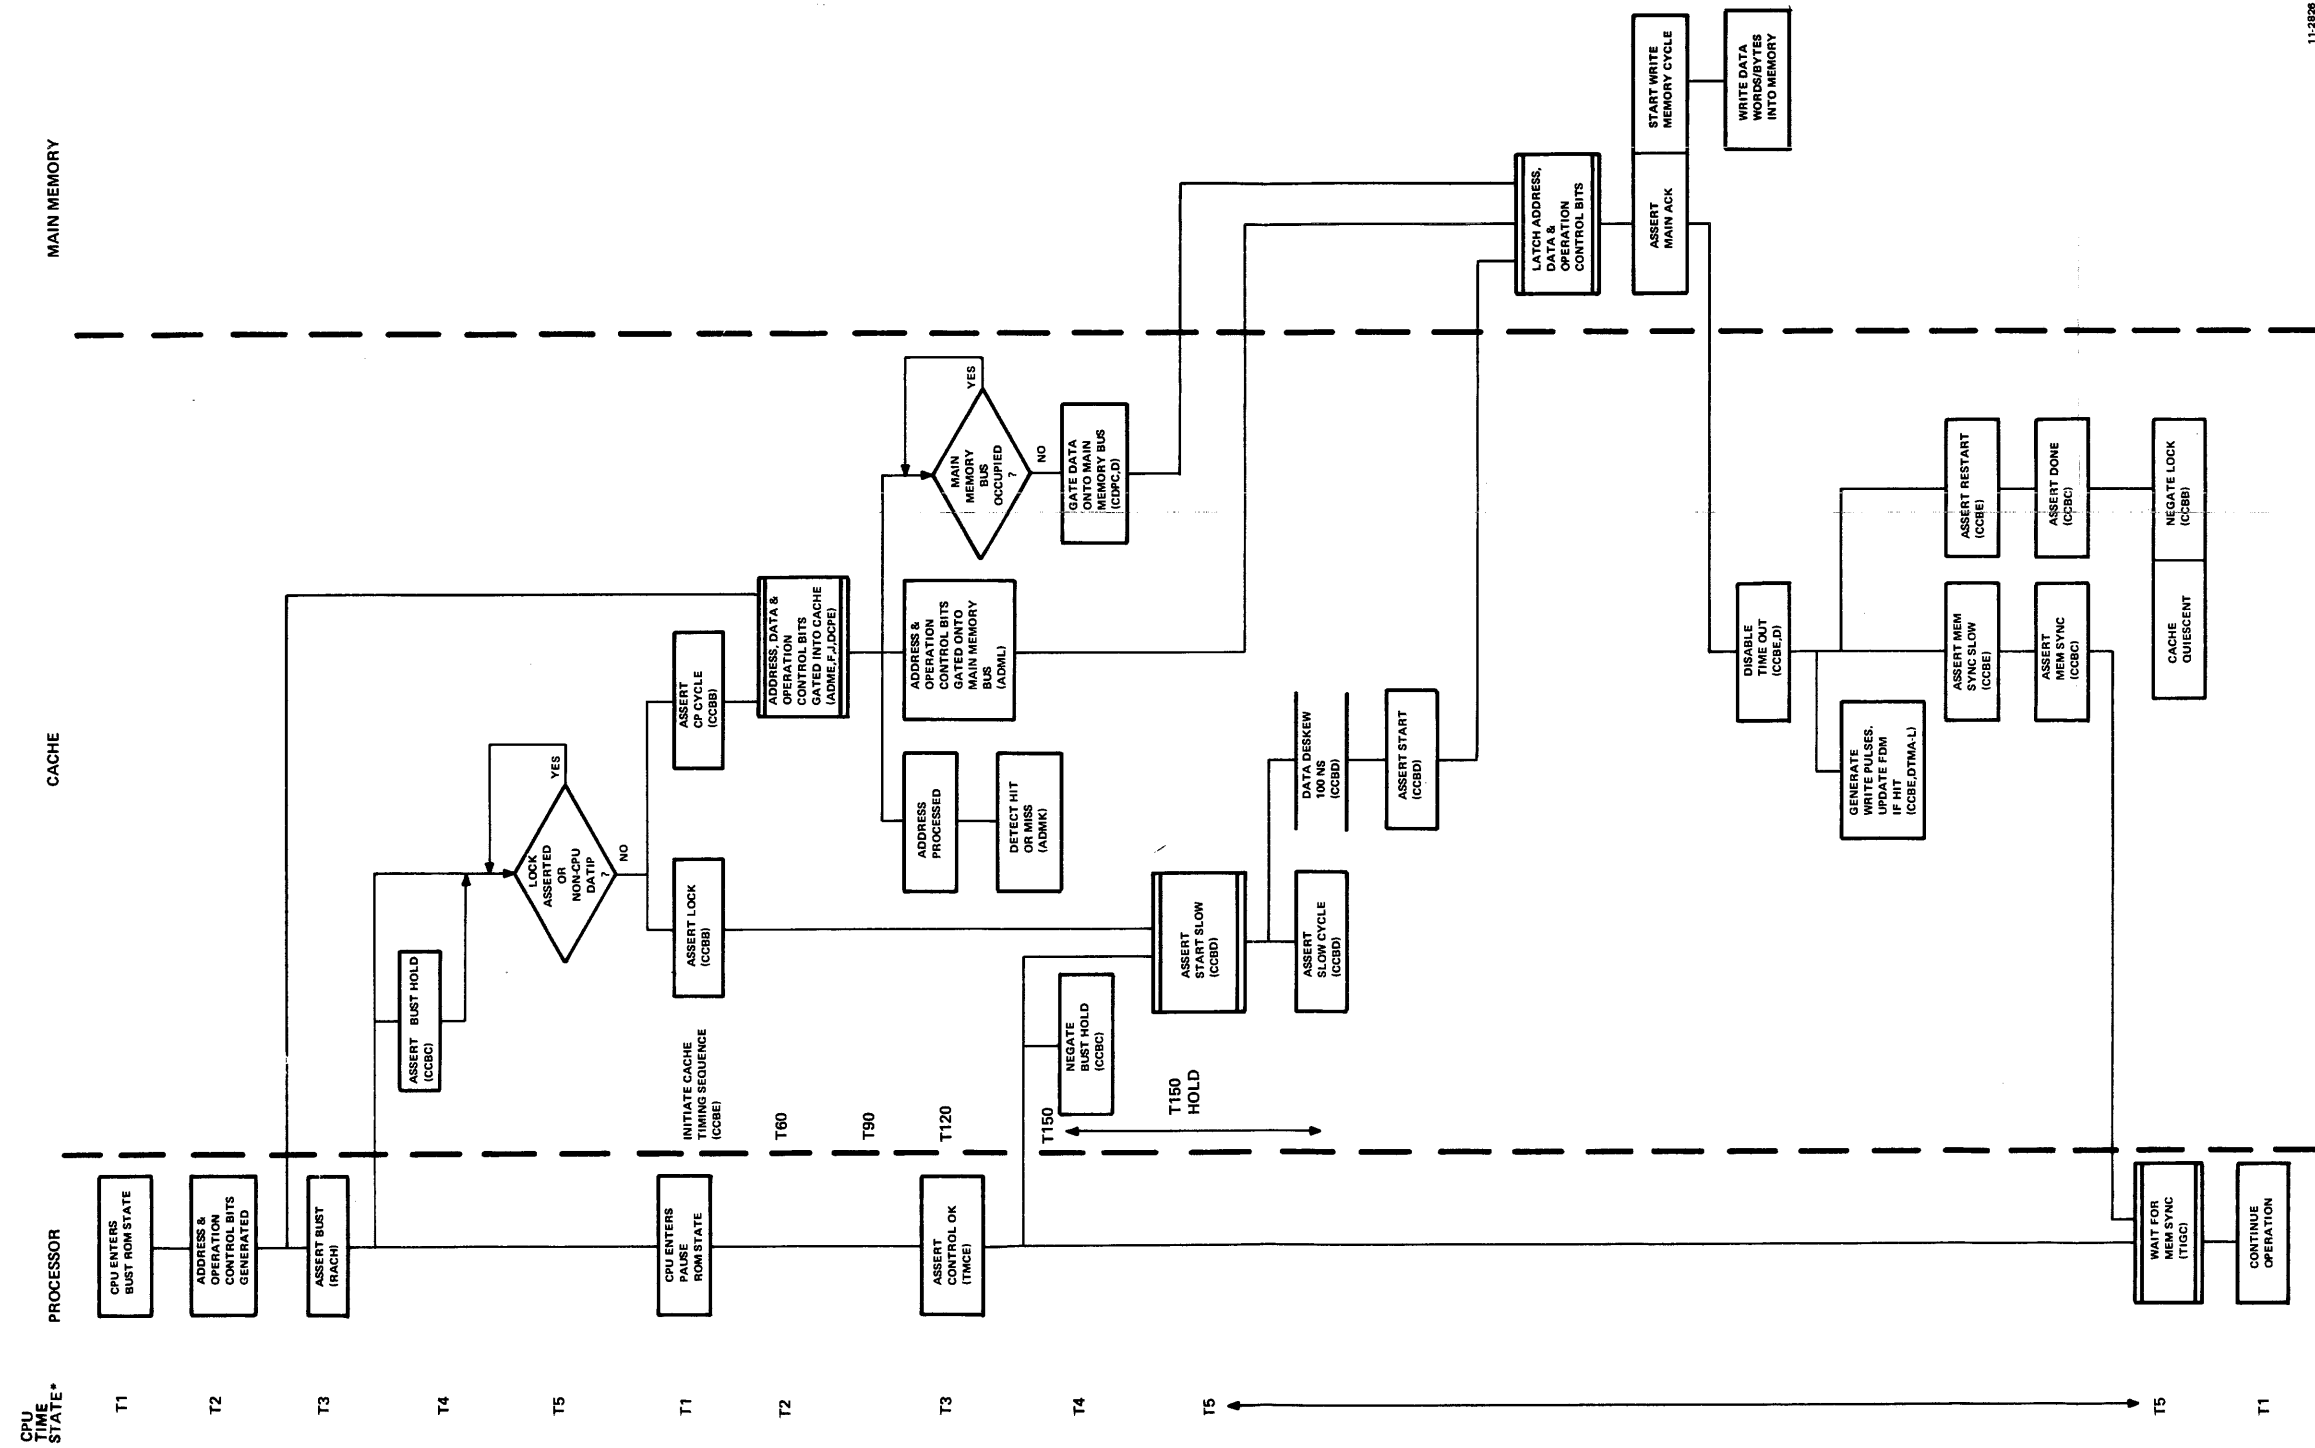 CPU
TIME
STATE*
PROCESSOR
CACHE
MAIN MEMORY
T1
CPU ENTERS
BUST ROM STATE
T2
ADDRESS &
OPERATION
CONTROL BITS
GENERATED
T3
ASSERT BUST
(RACH)
T4
ASSERT BUST HOLD
(CCBC)
T5
LOCK
ASSERTED
OR
NON-CPU
DATIP
?
YES
NO
T1
CPU ENTERS
PAUSE
ROM STATE
INITIATE CACHE
TIMING SEQUENCE
(CCBE)
ASSERT LOCK
(CCBB)
ASSERT
CP CYCLE
(CCBB)
T2
T60
ADDRESS, DATA &
OPERATION
CONTROL BITS
GATED INTO CACHE
(ADME,F,J,DCPE)
T90
T3
ASSERT
CONTROL OK
(TMCE)
T120
ADDRESS
PROCESSED
ADDRESS &
OPERATION
CONTROL BITS
GATED ONTO
MAIN MEMORY
BUS
(ADML)
MAIN
MEMORY
BUS
OCCUPIED
?
YES
NO
DETECT HIT
OR MISS
(ADMK)
T4
T150
NEGATE
BUST HOLD
(CCBC)
GATE DATA
ONTO MAIN
MEMORY BUS
(CDPC,D)
T5
T150
HOLD
ASSERT
START SLOW
(CCBD)
ASSERT
SLOW CYCLE
(CCBD)
DATA DESKEW
100 NS
(CCBD)
ASSERT START
(CCBD)
LATCH ADDRESS,
DATA &
OPERATION
CONTROL BITS
ASSERT
MAIN ACK
START WRITE
MEMORY CYCLE
WRITE DATA
WORDS/BYTES
INTO MEMORY
DISABLE
TIME OUT
(CCBE,D)
GENERATE
WRITE PULSES,
UPDATE FDM
IF HIT
(CCBE,DTMA-L)
ASSERT MEM
SYNC SLOW
(CCBE)
ASSERT RESTART
(CCBE)
ASSERT
MEM SYNC
(CCBC)
ASSERT DONE
(CCBC)
T5
WAIT FOR
MEM SYNC
(TIGC)
CACHE
QUIESCENT
NEGATE LOCK
(CCBB)
T1
CONTINUE
OPERATION
11-2826